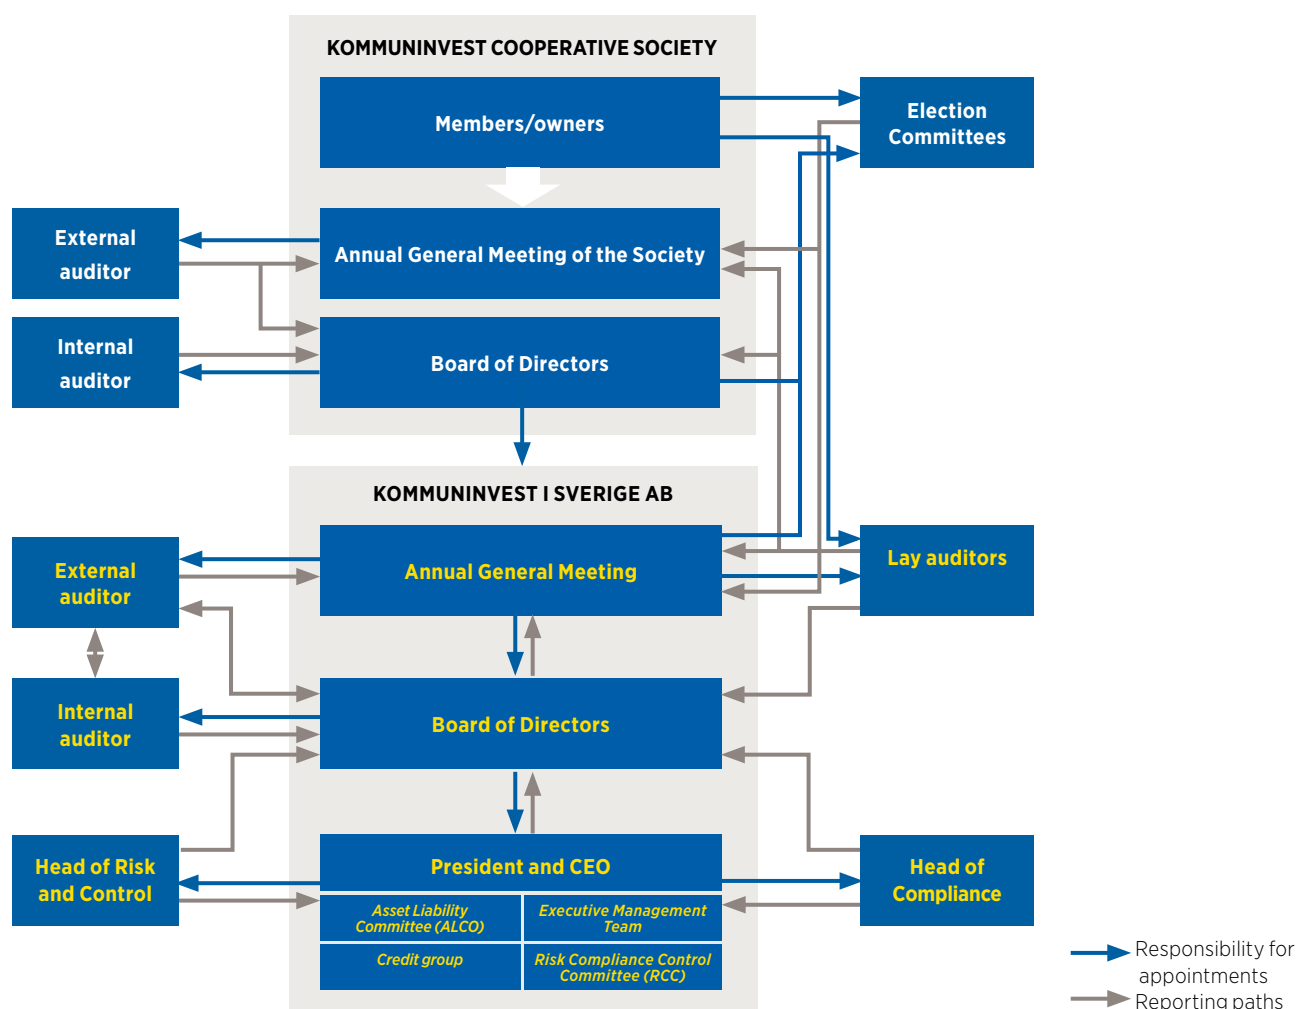 KOMMUNINVEST COOPERATIVE SOCIETY
Members/owners
Election
Committees
External
auditor
Annual General Meeting of the Society
Internal
auditor
Board of Directors
KOMMUNINVEST I SVERIGE AB
External
auditor
Annual General Meeting
Lay auditors
Internal
auditor
Board of Directors
Head of Risk
and Control
President and CEO
Head of
Compliance
Asset Liability
Committee (ALCO)
Executive Management
Team
Credit group
Risk Compliance Control
Committee (RCC)
Responsibility for
appointments
Reporting paths